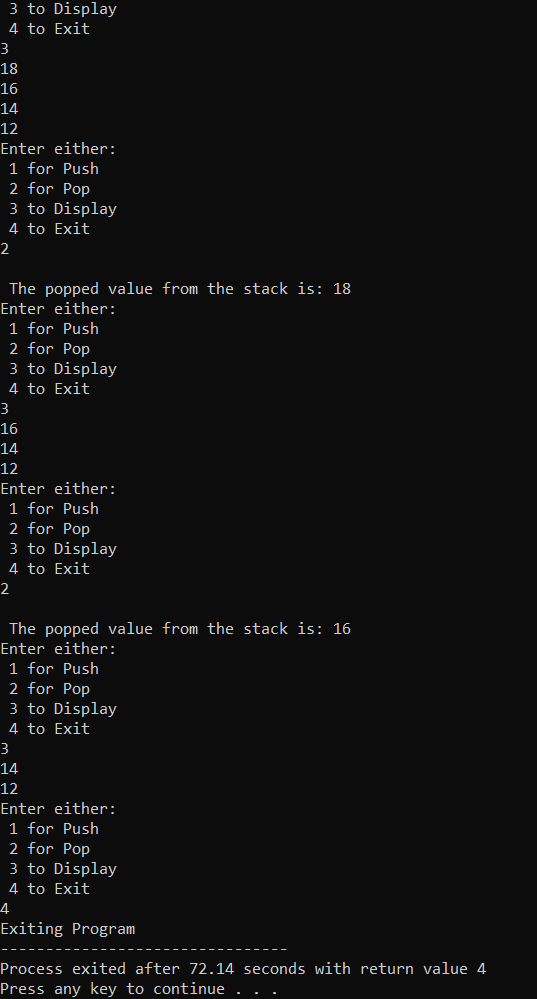 3 to Display
 4 to Exit
3
18
16
14
12
Enter either:
 1 for Push
 2 for Pop
 3 to Display
 4 to Exit
2

 The popped value from the stack is: 18
Enter either:
 1 for Push
 2 for Pop
 3 to Display
 4 to Exit
3
16
14
12
Enter either:
 1 for Push
 2 for Pop
 3 to Display
 4 to Exit
2

 The popped value from the stack is: 16
Enter either:
 1 for Push
 2 for Pop
 3 to Display
 4 to Exit
3
14
12
Enter either:
 1 for Push
 2 for Pop
 3 to Display
 4 to Exit
4
Exiting Program
--------------------------------
Process exited after 72.14 seconds with return value 4
Press any key to continue . . .